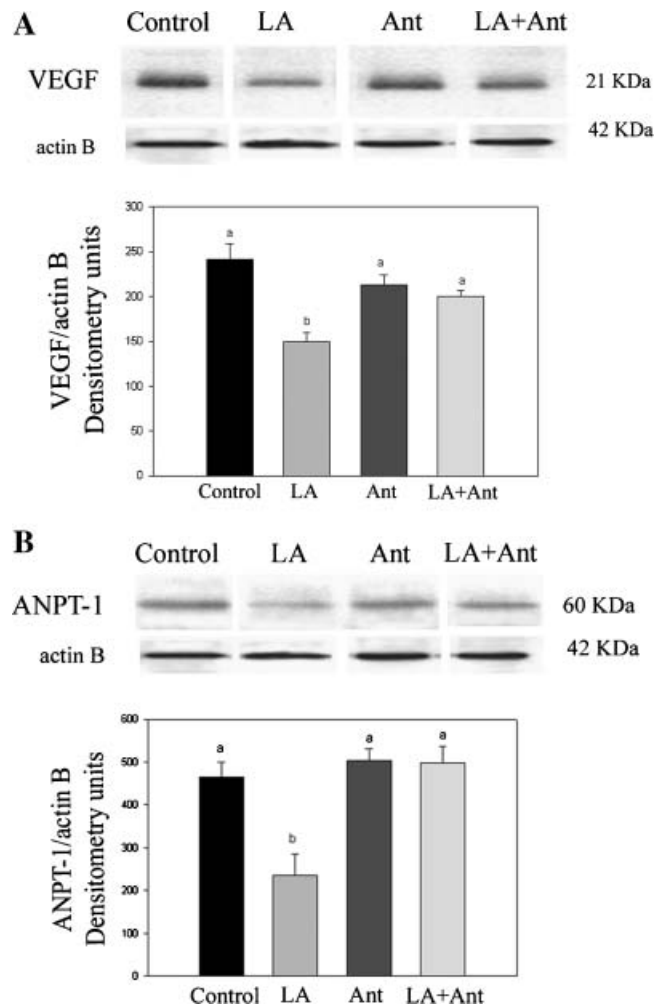 A
Control LA Ant LA+Ant
VEGF
21 KDa
actin B
42 KDa
VEGF/actin B
Densitometry units
300
250
200
150
100
50
0
a
b
a
a
Control LA Ant LA+Ant
B
Control LA Ant LA+Ant
ANPT-1
60 KDa
actin B
42 KDa
ANPT-1/actin B
Densitometry units
600
500
400
300
200
100
0
a
b
a
a
Control LA Ant LA+Ant